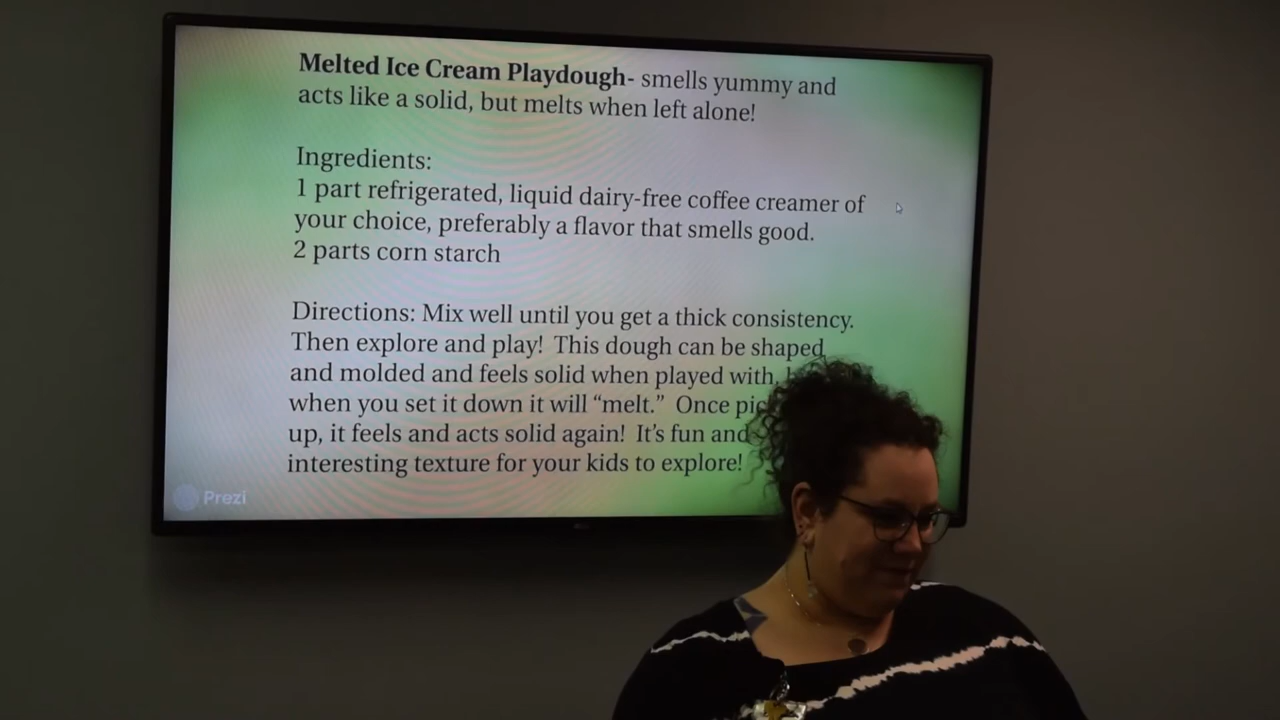 Melted Ice Cream Playdough- smells yummy and
acts like a solid, but melts when left alone!
Ingredients:
1 part refrigerated, liquid dairy-free coffee creamer of
your choice, preferably a flavor that smells good.
2 parts corn starch
Directions: Mix well until you get a thick consistency.
Then explore and play! This dough can be shaped
and molded and feels solid when played with,
when you set it down it will “melt.” Once
up, it feels and acts solid again! It’s fun and
interesting texture for your kids to explore!
Prezi